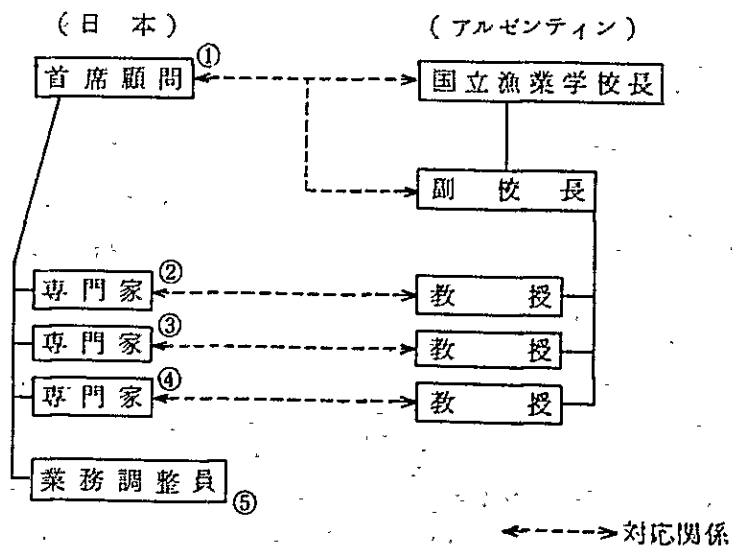 (日 本) (アルゼンティン)
首席顧問 ① 国立漁業学校長
副 校 長
専門家 ② 教 授
専門家 ③ 教 授
専門家 ④ 教 授
業務調整員 ⑤
対応関係